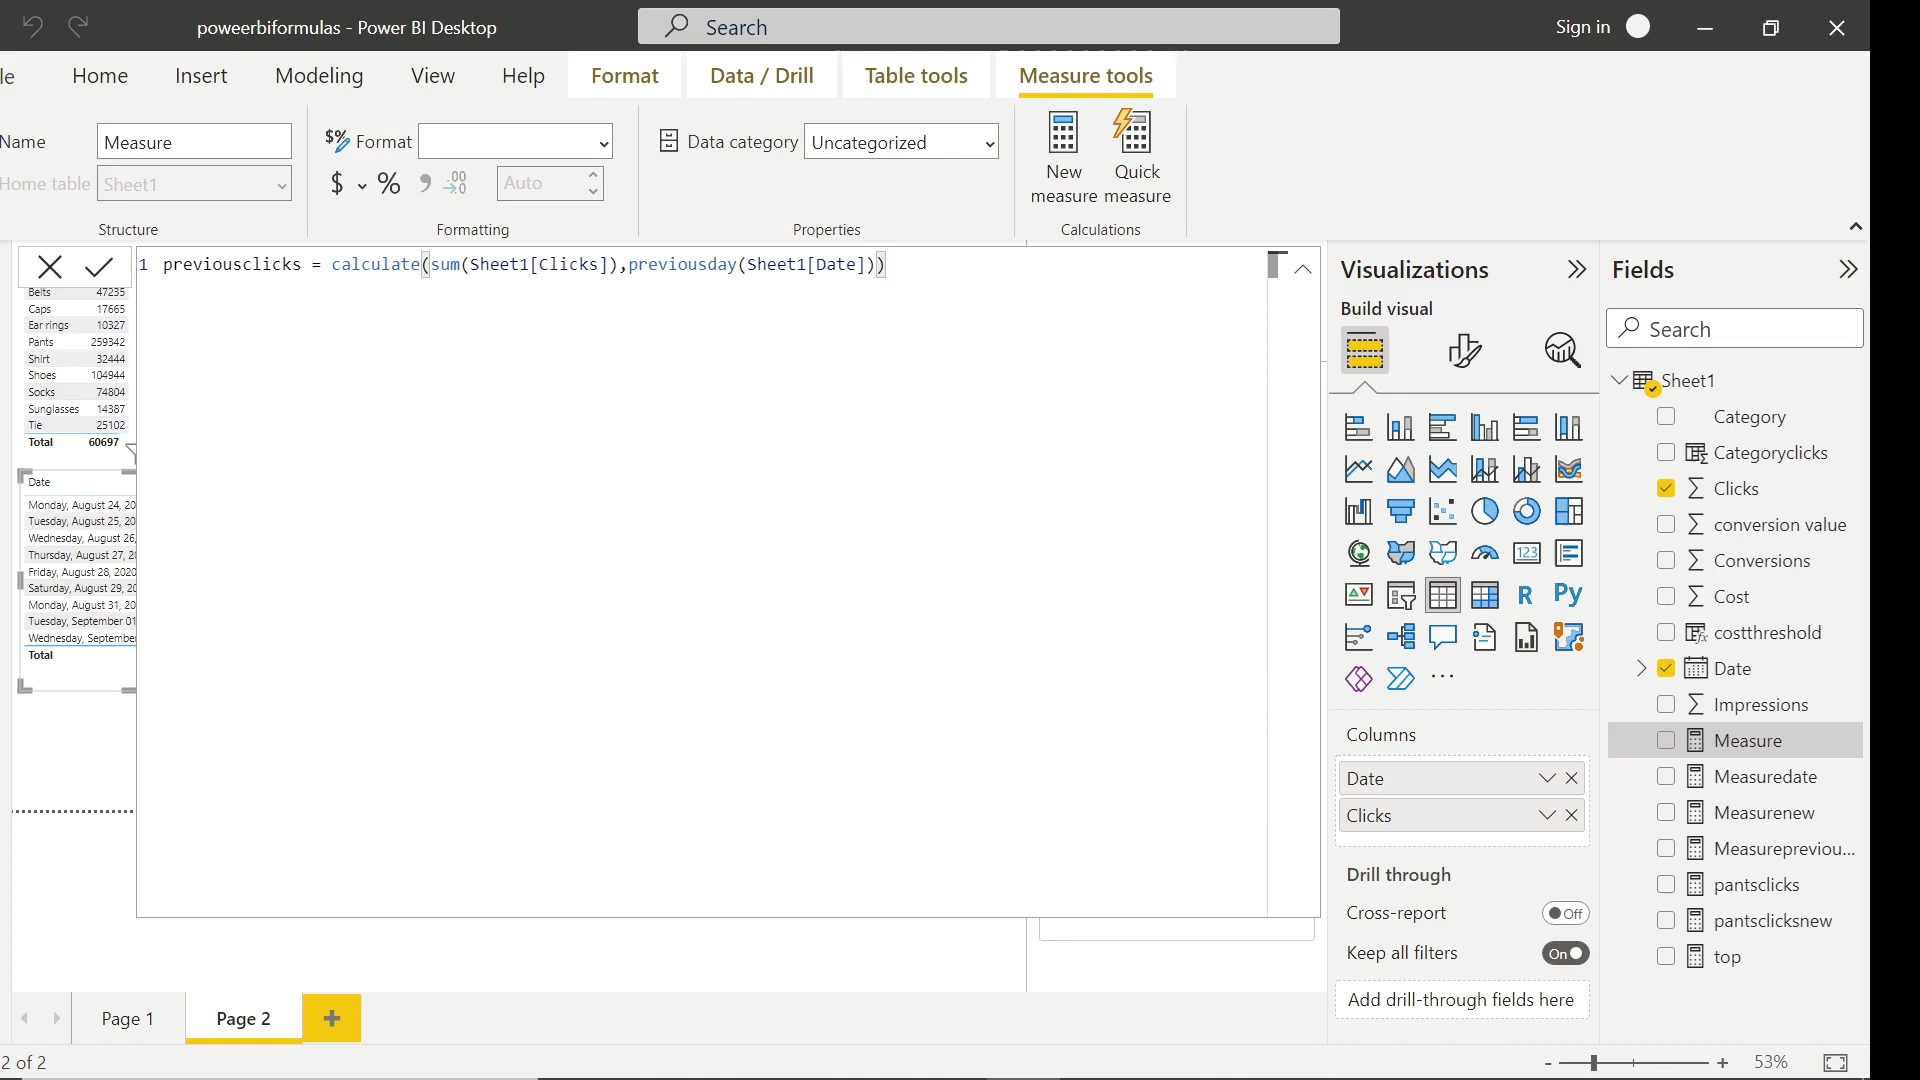 poweerbiformulas - Power BI Desktop
Search
Sign in
le
Home
Insert
Modeling
View
Help
Format
Data / Drill
Table tools
Measure tools
Name
Measure
Home table
Sheet1
Structure
Format
$ % 9 .00
Auto
Formatting
Data category
Uncategorized
Properties
New measure
Quick measure
Calculations
1 previousclicks = calculate(sum(Sheet1[Clicks]),previousday(Sheet1[Date]))
Belts 47235
Caps 17665
Ear rings 10327
Pants 259342
Shirt 32444
Shoes 104944
Socks 74804
Sunglasses 14387
Tie 25102
Total 60697
Date
Monday, August 24, 20
Tuesday, August 25, 20
Wednesday, August 26,
Thursday, August 27, 20
Friday, August 28, 2020
Saturday, August 29, 20
Monday, August 31, 20
Tuesday, September 01
Wednesday, September
Total
Visualizations
Build visual
123
R
Py
...
Columns
Date
Clicks
Drill through
Cross-report
Off
Keep all filters
On
Add drill-through fields here
Fields
Search
Sheet1
Category
Categoryclicks
Clicks
conversion value
Conversions
Cost
costthreshold
Date
Impressions
Measure
Measuredate
Measurenew
Measurepreviou...
pantsclicks
pantsclicksnew
top
Page 1
Page 2
+
2 of 2
- + 53%